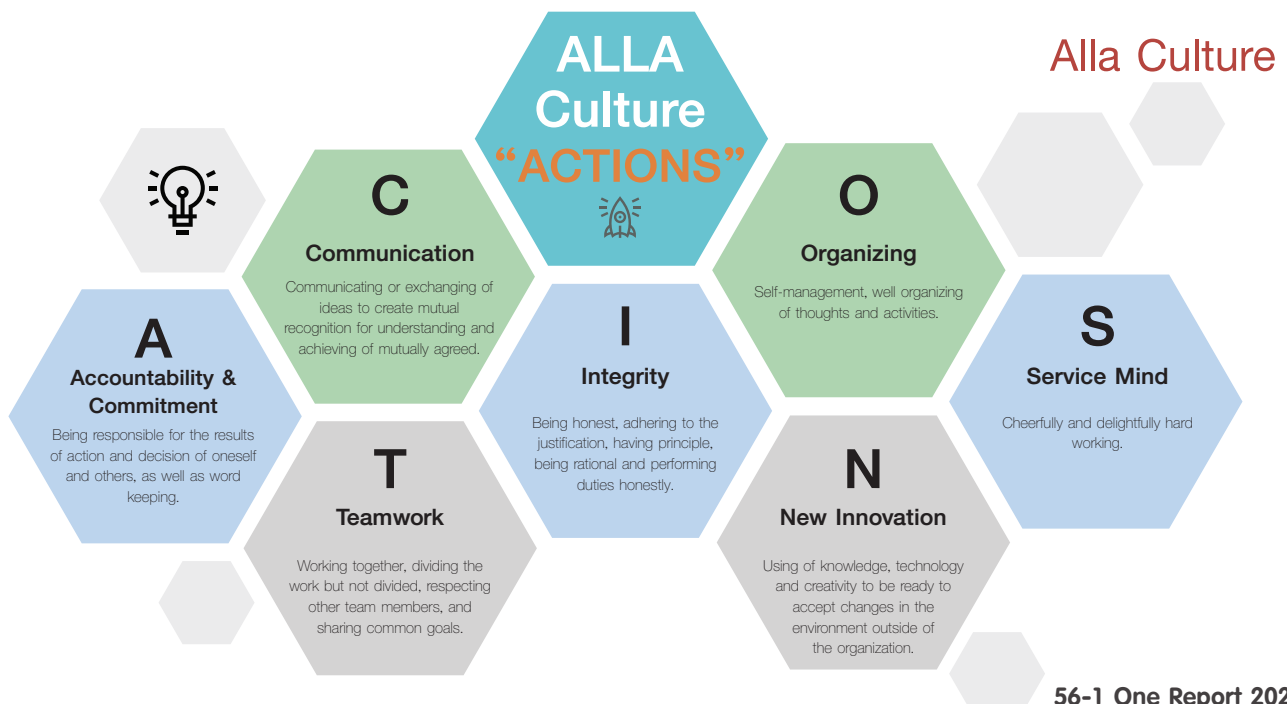 Alla Culture
ALLA
Culture
“ACTIONS”
A
Accountability &
Commitment
Being responsible for the results
of action and decision of oneself
and others, as well as word
keeping.
C
Communication
Communicating or exchanging of
ideas to create mutual
recognition for understanding and
achieving of mutually agreed.
T
Teamwork
Working together, dividing the
work but not divided, respecting
other team members, and
sharing common goals.
I
Integrity
Being honest, adhering to the
justification, having principle,
being rational and performing
duties honestly.
O
Organizing
Self-management, well organizing
of thoughts and activities.
N
New Innovation
Using of knowledge, technology
and creativity to be ready to
accept changes in the
environment outside of
the organization.
S
Service Mind
Cheerfully and delightfully hard
working.
56-1 One Report 202